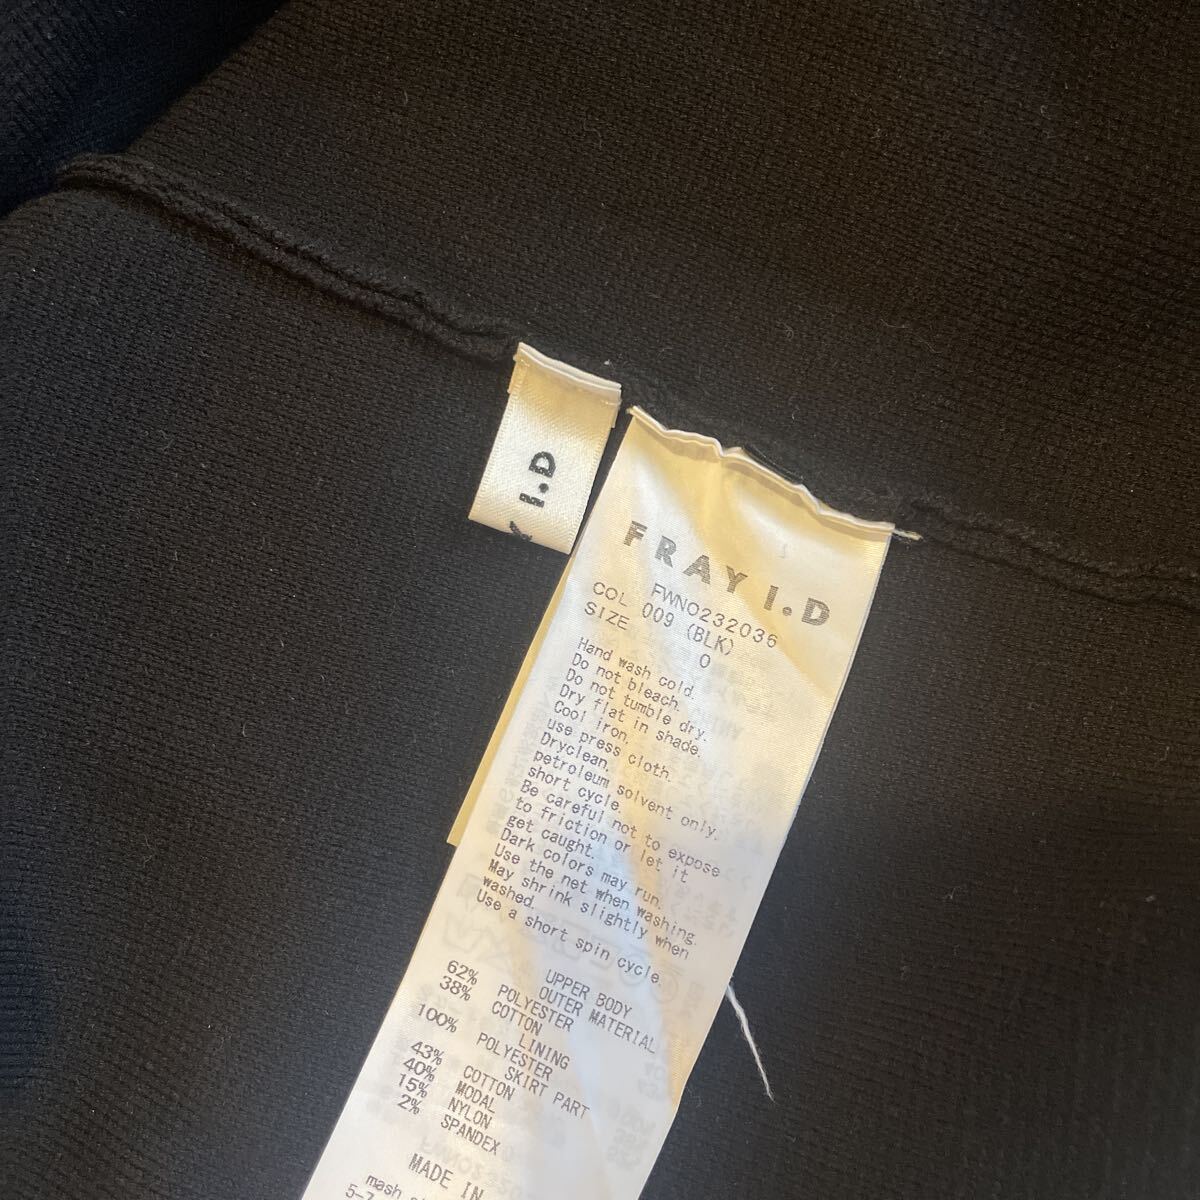 I.D
FRAY I.D
FWNO232036
COL 009 (BLK)
SIZE 0
Hand wash cold.
Do not bleach.
Do not tumble dry.
Dry flat in shade.
Cool iron.
use press cloth.
Dryclean.
petroleum solvent only.
short cycle.
Be careful not to expose
to friction or let it
get caught.
Dark colors may run.
Use the net when washing.
May shrink slightly when
washed.
Use a short spin cycle.
UPPER BODY
OUTER MATERIAL
62% POLYESTER
38% COTTON
LINING
100% POLYESTER
SKIRT PART
43% COTTON
40% MODAL
15% NYLON
2% SPANDEX
MADE IN
mash
5-7